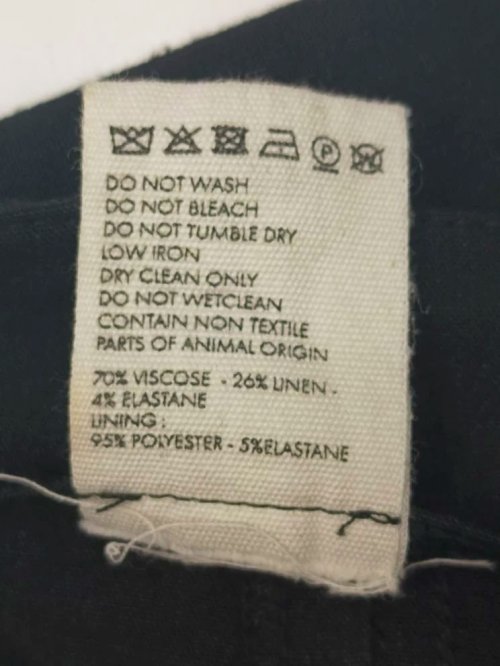 P W
DO NOT WASH
DO NOT BLEACH
DO NOT TUMBLE DRY
LOW IRON
DRY CLEAN ONLY
DO NOT WETCLEAN
CONTAIN NON TEXTILE
PARTS OF ANIMAL ORIGIN
70% VISCOSE - 26% LINEN -
4% ELASTANE
LINING :
95% POLYESTER - 5%ELASTANE